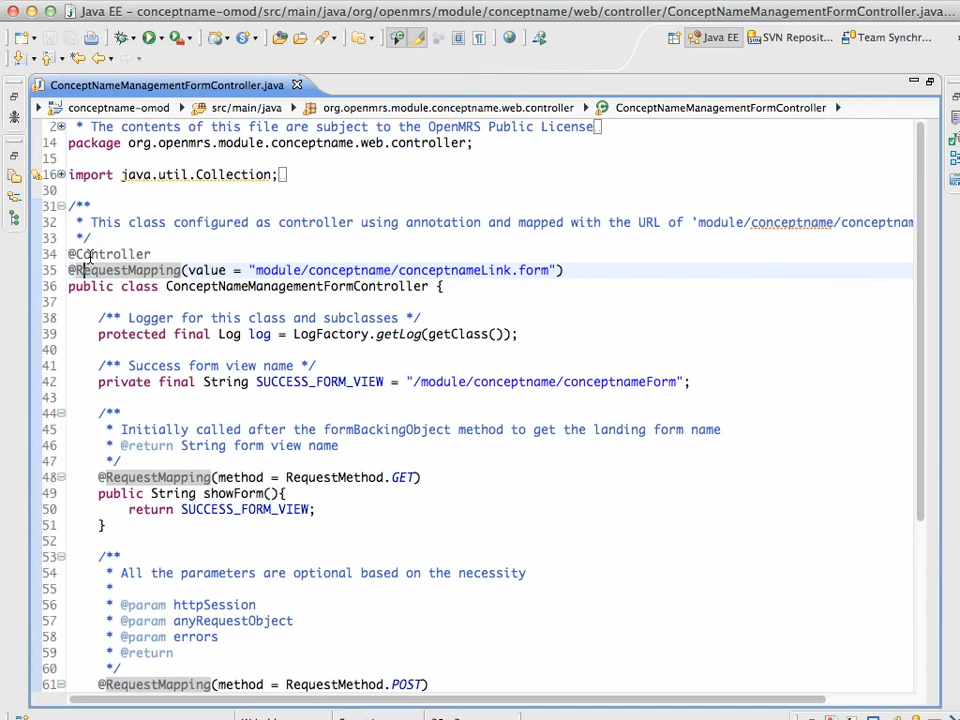 Java EE – conceptname-omod/src/main/java/org/openmrs/module/conceptname/web/controller/ConceptNameManagementFormController.java...
Java EE
SVN Reposit...
Team Synchr...
ConceptNameManagementFormController.java
conceptname-omod
src/main/java
org.openmrs.module.conceptname.web.controller
ConceptNameManagementFormController
2 * The contents of this file are subject to the OpenMRS Public License
14 package org.openmrs.module.conceptname.web.controller;
15
16 import java.util.Collection;
30
31 /**
32 * This class configured as controller using annotation and mapped with the URL of 'module/conceptname/conceptnam
33 */
34 @Controller
35 @RequestMapping(value = "module/conceptname/conceptnameLink.form")
36 public class ConceptNameManagementFormController {
37
38 /** Logger for this class and subclasses */
39 protected final Log log = LogFactory.getLog(getClass());
40
41 /** Success form view name */
42 private final String SUCCESS_FORM_VIEW = "/module/conceptname/conceptnameForm";
43
44 /**
45 * Initially called after the formBackingObject method to get the landing form name
46 * @return String form view name
47 */
48 @RequestMapping(method = RequestMethod.GET)
49 public String showForm(){
50 return SUCCESS_FORM_VIEW;
51 }
52
53 /**
54 * All the parameters are optional based on the necessity
55 *
56 * @param httpSession
57 * @param anyRequestObject
58 * @param errors
59 * @return
60 */
61 @RequestMapping(method = RequestMethod.POST)